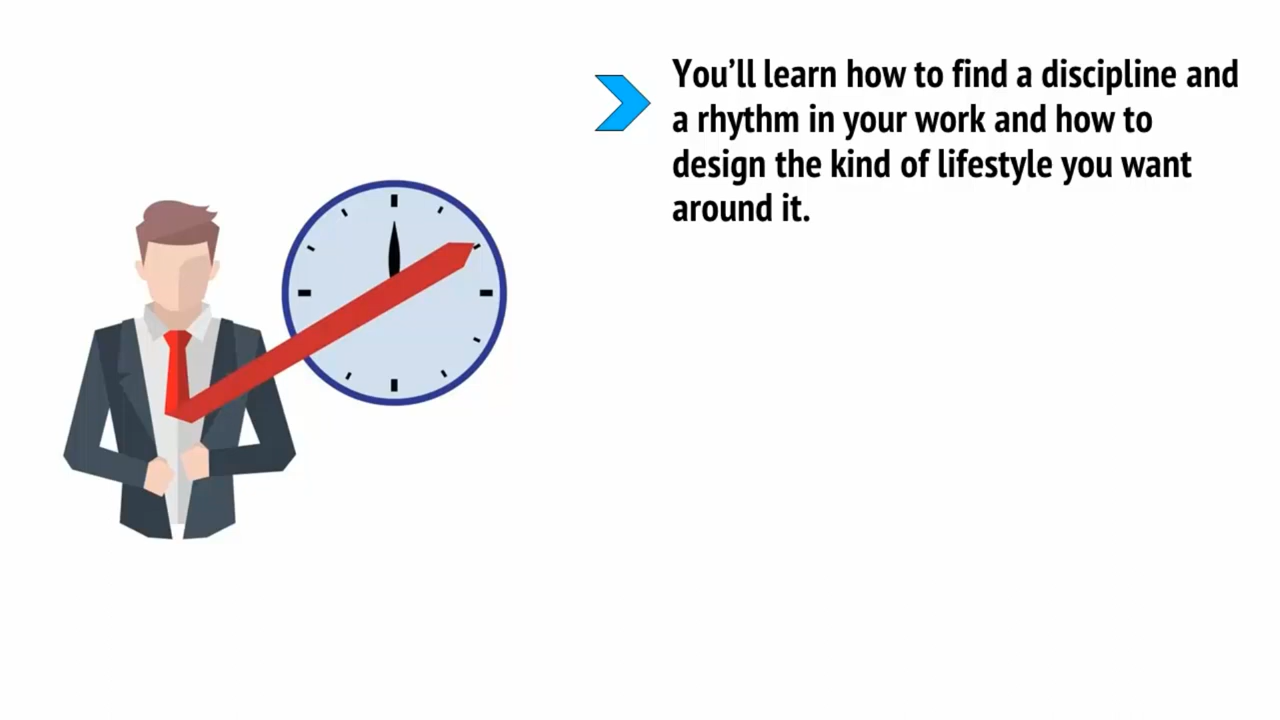 You’ll learn how to find a discipline and
a rhythm in your work and how to
design the kind of lifestyle you want
around it.